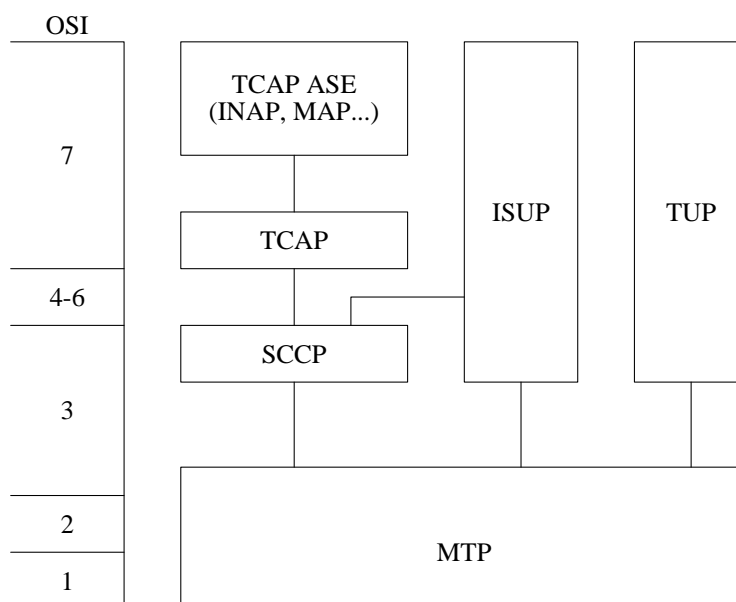 OSI
TCAP ASE
(INAP, MAP...)
7
ISUP
TUP
TCAP
4-6
SCCP
3
2
MTP
1